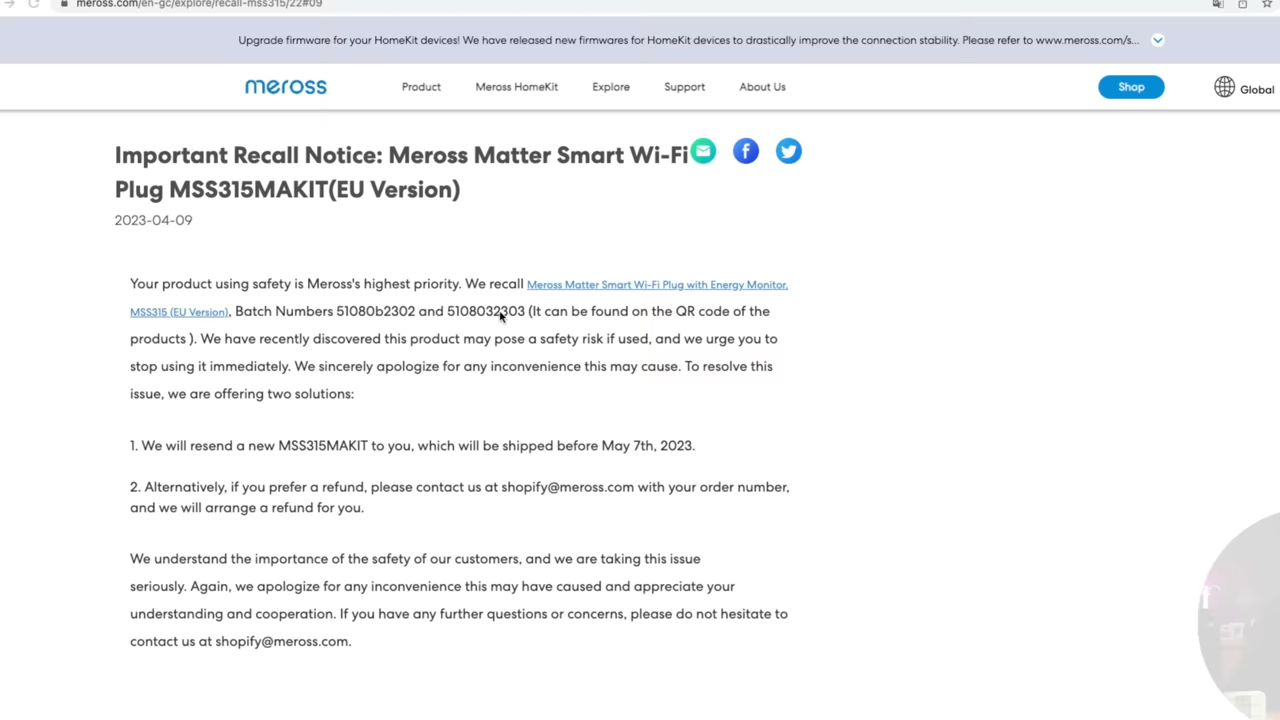 meross.com/en-gc/explore/recall-mss315/22#09
Upgrade firmware for your HomeKit devices! We have released new firmwares for HomeKit devices to drastically improve the connection stability. Please refer to www.meross.com/s...
meross Product Meross HomeKit Explore Support About Us Shop Global
Important Recall Notice: Meross Matter Smart Wi-Fi
Plug MSS315MAKIT(EU Version)
2023-04-09
Your product using safety is Meross's highest priority. We recall Meross Matter Smart Wi-Fi Plug with Energy Monitor,
MSS315 (EU Version), Batch Numbers 51080b2302 and 5108032303 (It can be found on the QR code of the
products ). We have recently discovered this product may pose a safety risk if used, and we urge you to
stop using it immediately. We sincerely apologize for any inconvenience this may cause. To resolve this
issue, we are offering two solutions:
1. We will resend a new MSS315MAKIT to you, which will be shipped before May 7th, 2023.
2. Alternatively, if you prefer a refund, please contact us at shopify@meross.com with your order number,
and we will arrange a refund for you.
We understand the importance of the safety of our customers, and we are taking this issue
seriously. Again, we apologize for any inconvenience this may have caused and appreciate your
understanding and cooperation. If you have any further questions or concerns, please do not hesitate to
contact us at shopify@meross.com.